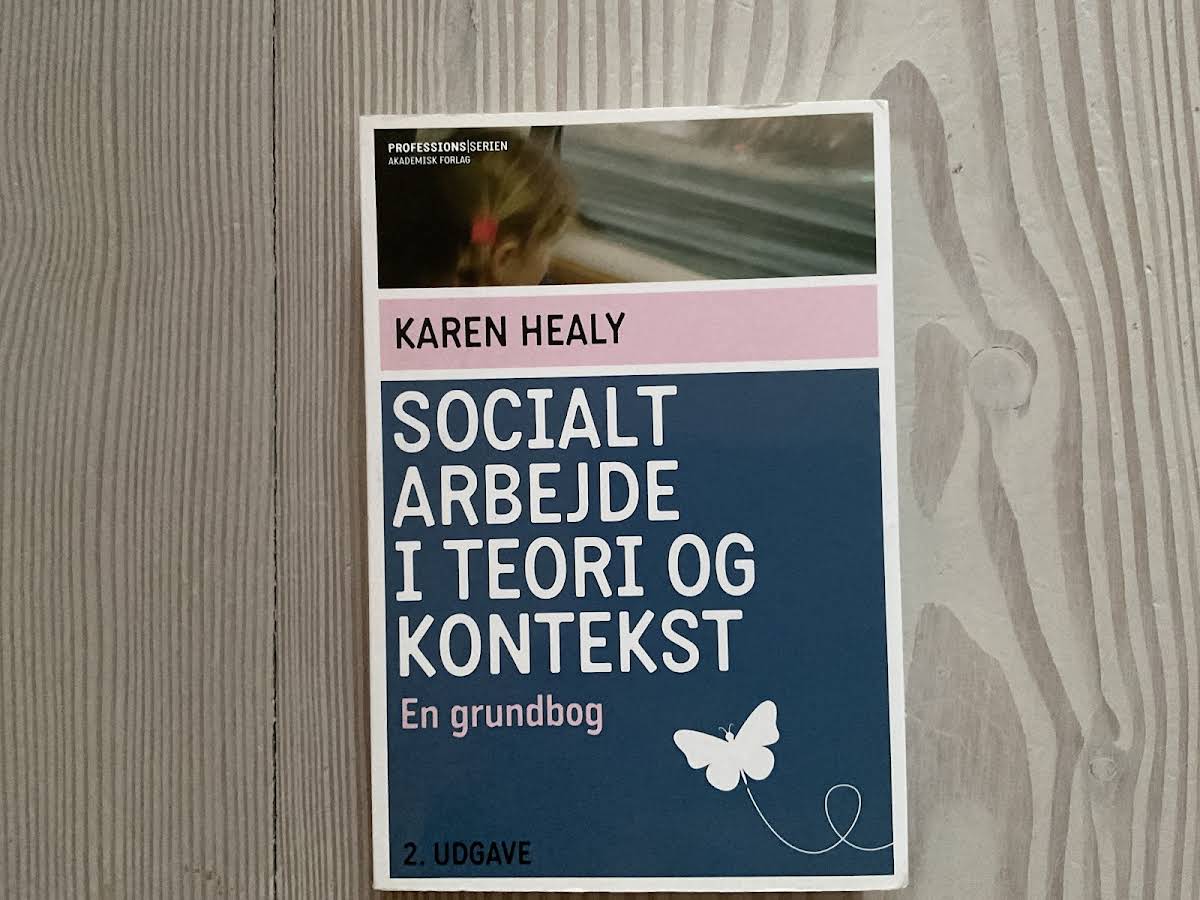 PROFESSIONS|SERIEN
AKADEMISK FORLAG
KAREN HEALY
SOCIALT
ARBEJDE
I TEORI OG
KONTEKST
En grundbog
2. UDGAVE